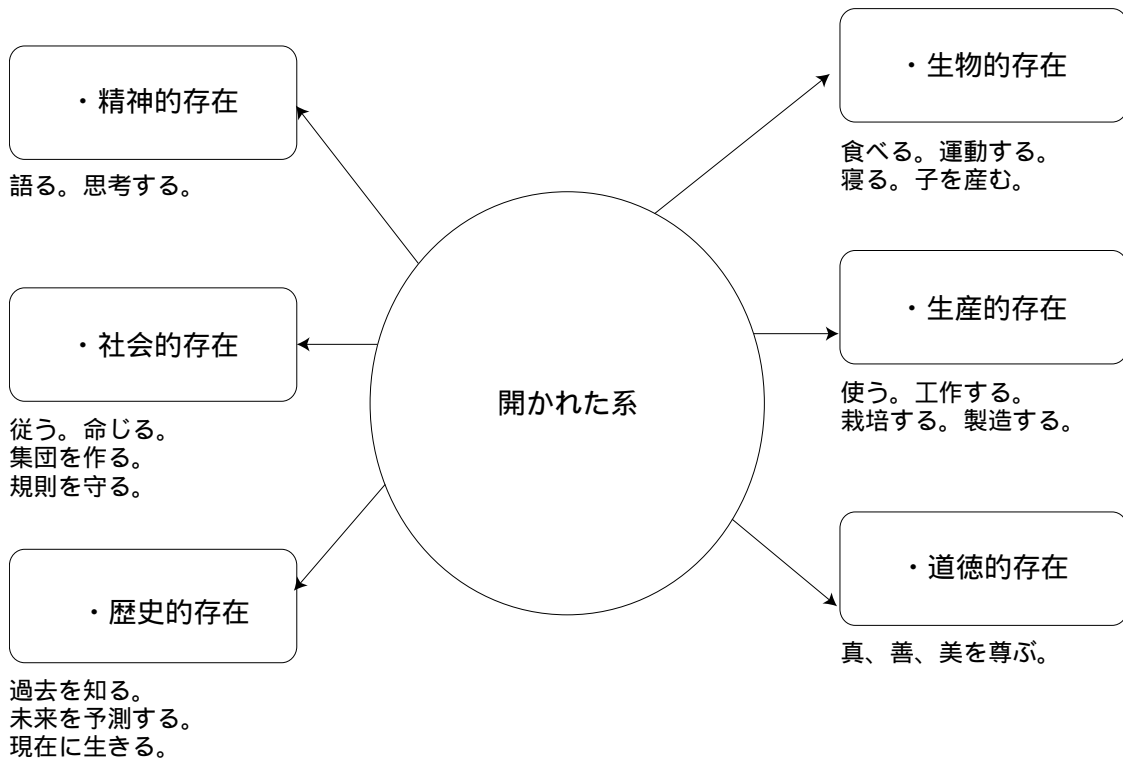 ・精神的存在
語る。思考する。
・社会的存在
従う。命じる。
集団を作る。
規則を守る。
・歴史的存在
過去を知る。
未来を予測する。
現在に生きる。
開かれた系
・生物的存在
食べる。運動する。
寝る。子を産む。
・生産的存在
使う。工作する。
栽培する。製造する。
・道徳的存在
真、善、美を尊ぶ。